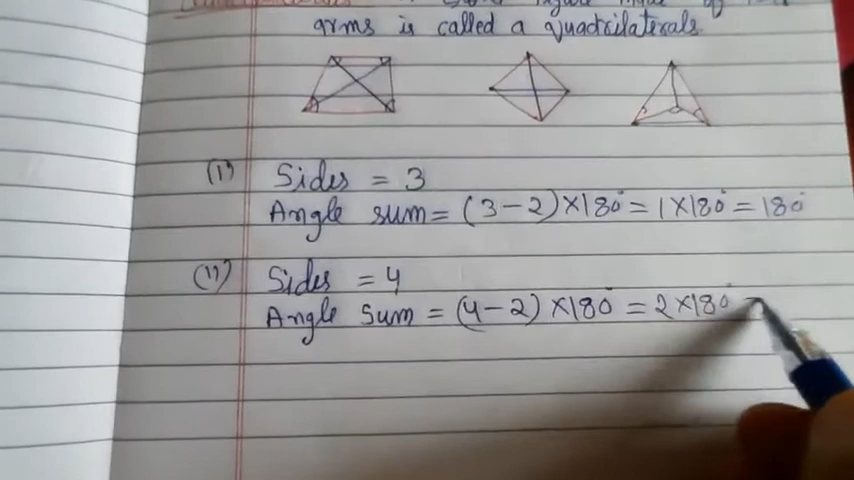 arms is called a quadrilaterals
(i) Sides = 3
Angle sum = (3-2)×180° = 1×180° = 180°
(ii) Sides = 4
Angle Sum = (4-2)×180° = 2×180° =